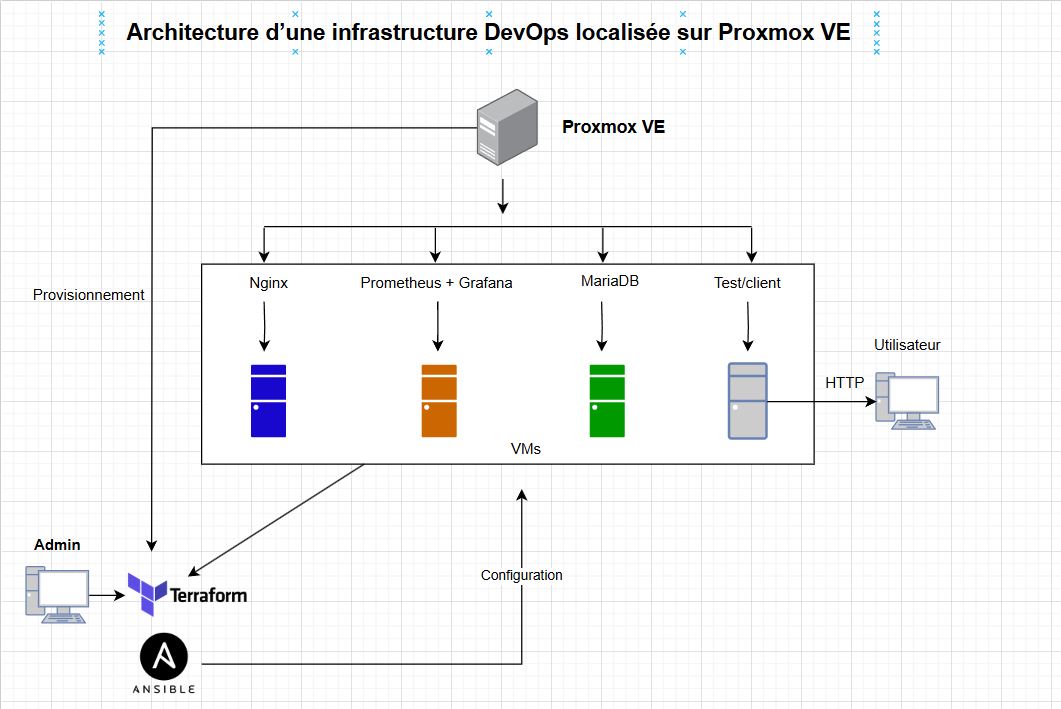 Architecture d'une infrastructure DevOps localisée sur Proxmox VE
Proxmox VE
Nginx
Prometheus + Grafana
MariaDB
Test/client
Provisionnement
Utilisateur
HTTP
VMs
Admin
Configuration
Terraform
ANSIBLE